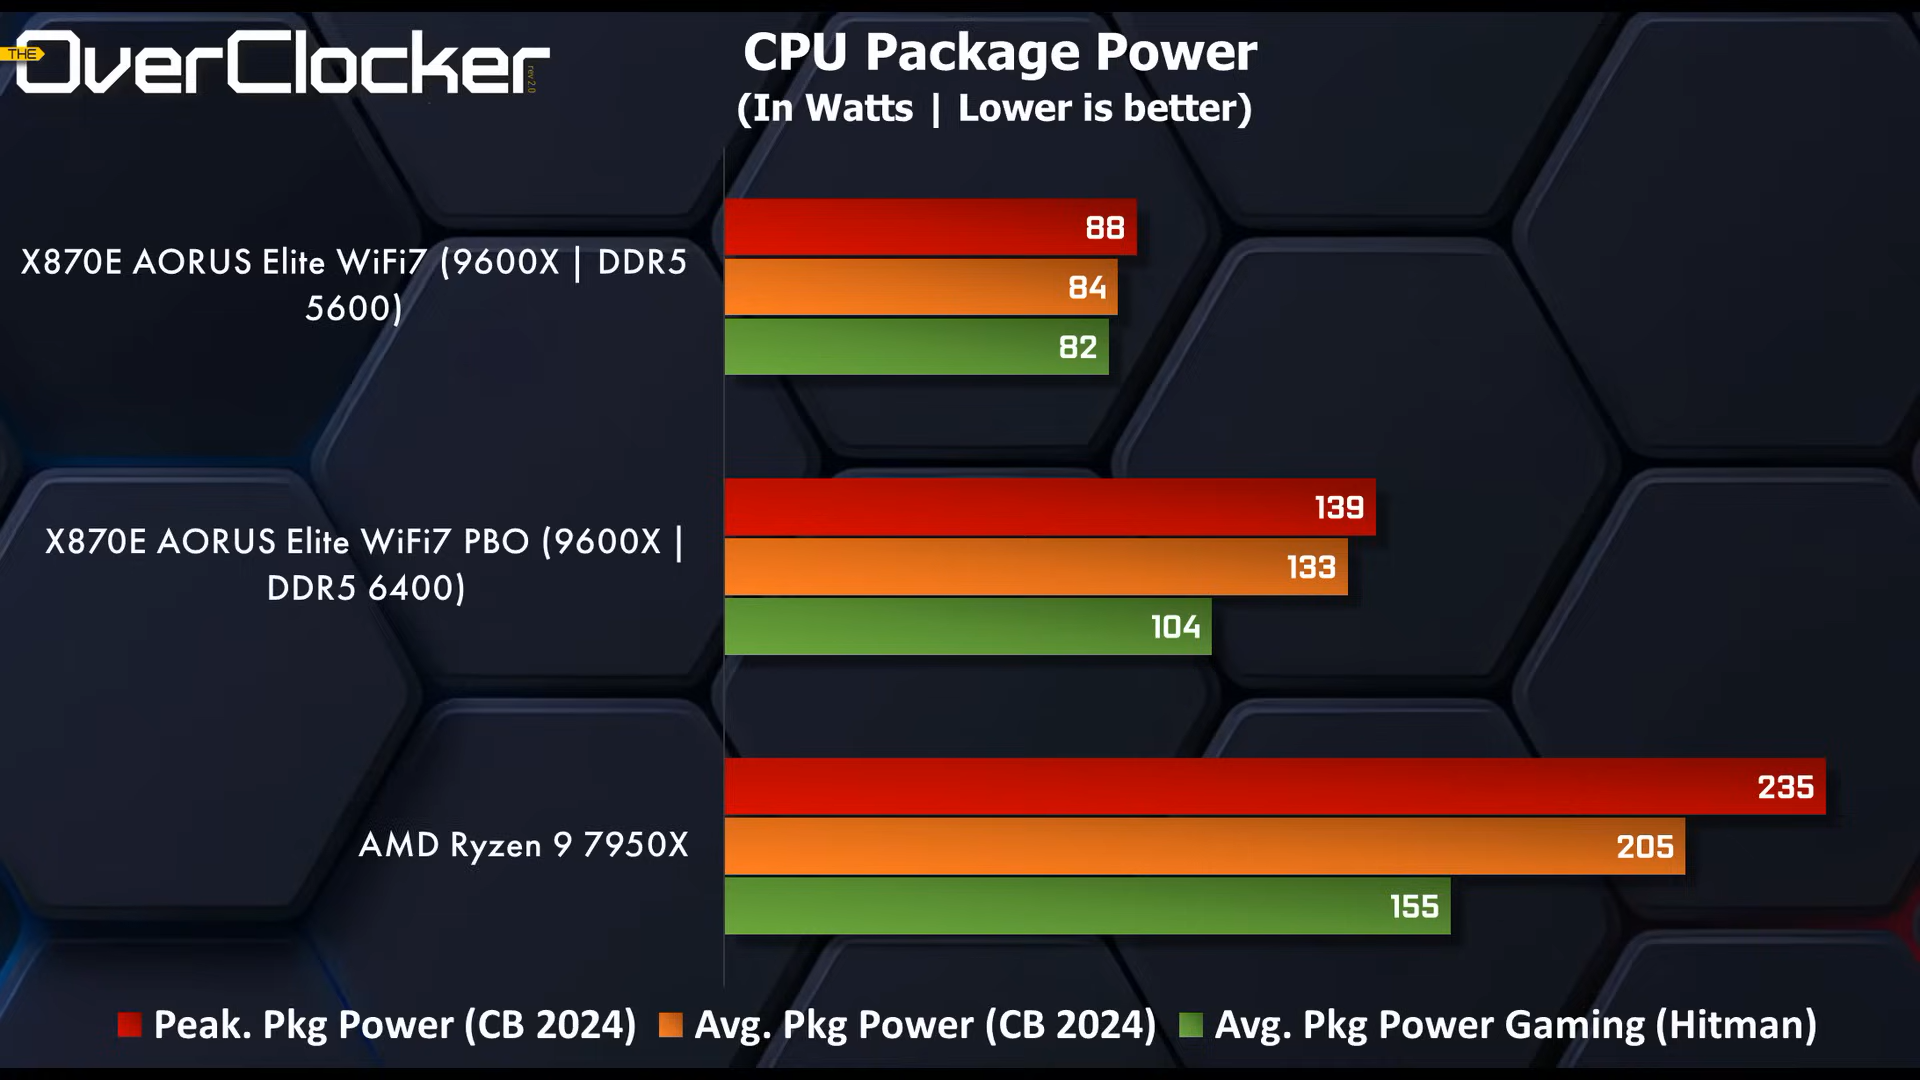 THE
OverClocker
rev2.0
CPU Package Power
(In Watts | Lower is better)
X870E AORUS Elite WiFi7 (9600X | DDR5
5600)
88
84
82
X870E AORUS Elite WiFi7 PBO (9600X |
DDR5 6400)
139
133
104
AMD Ryzen 9 7950X
235
205
155
Peak. Pkg Power (CB 2024) Avg. Pkg Power (CB 2024) Avg. Pkg Power Gaming (Hitman)